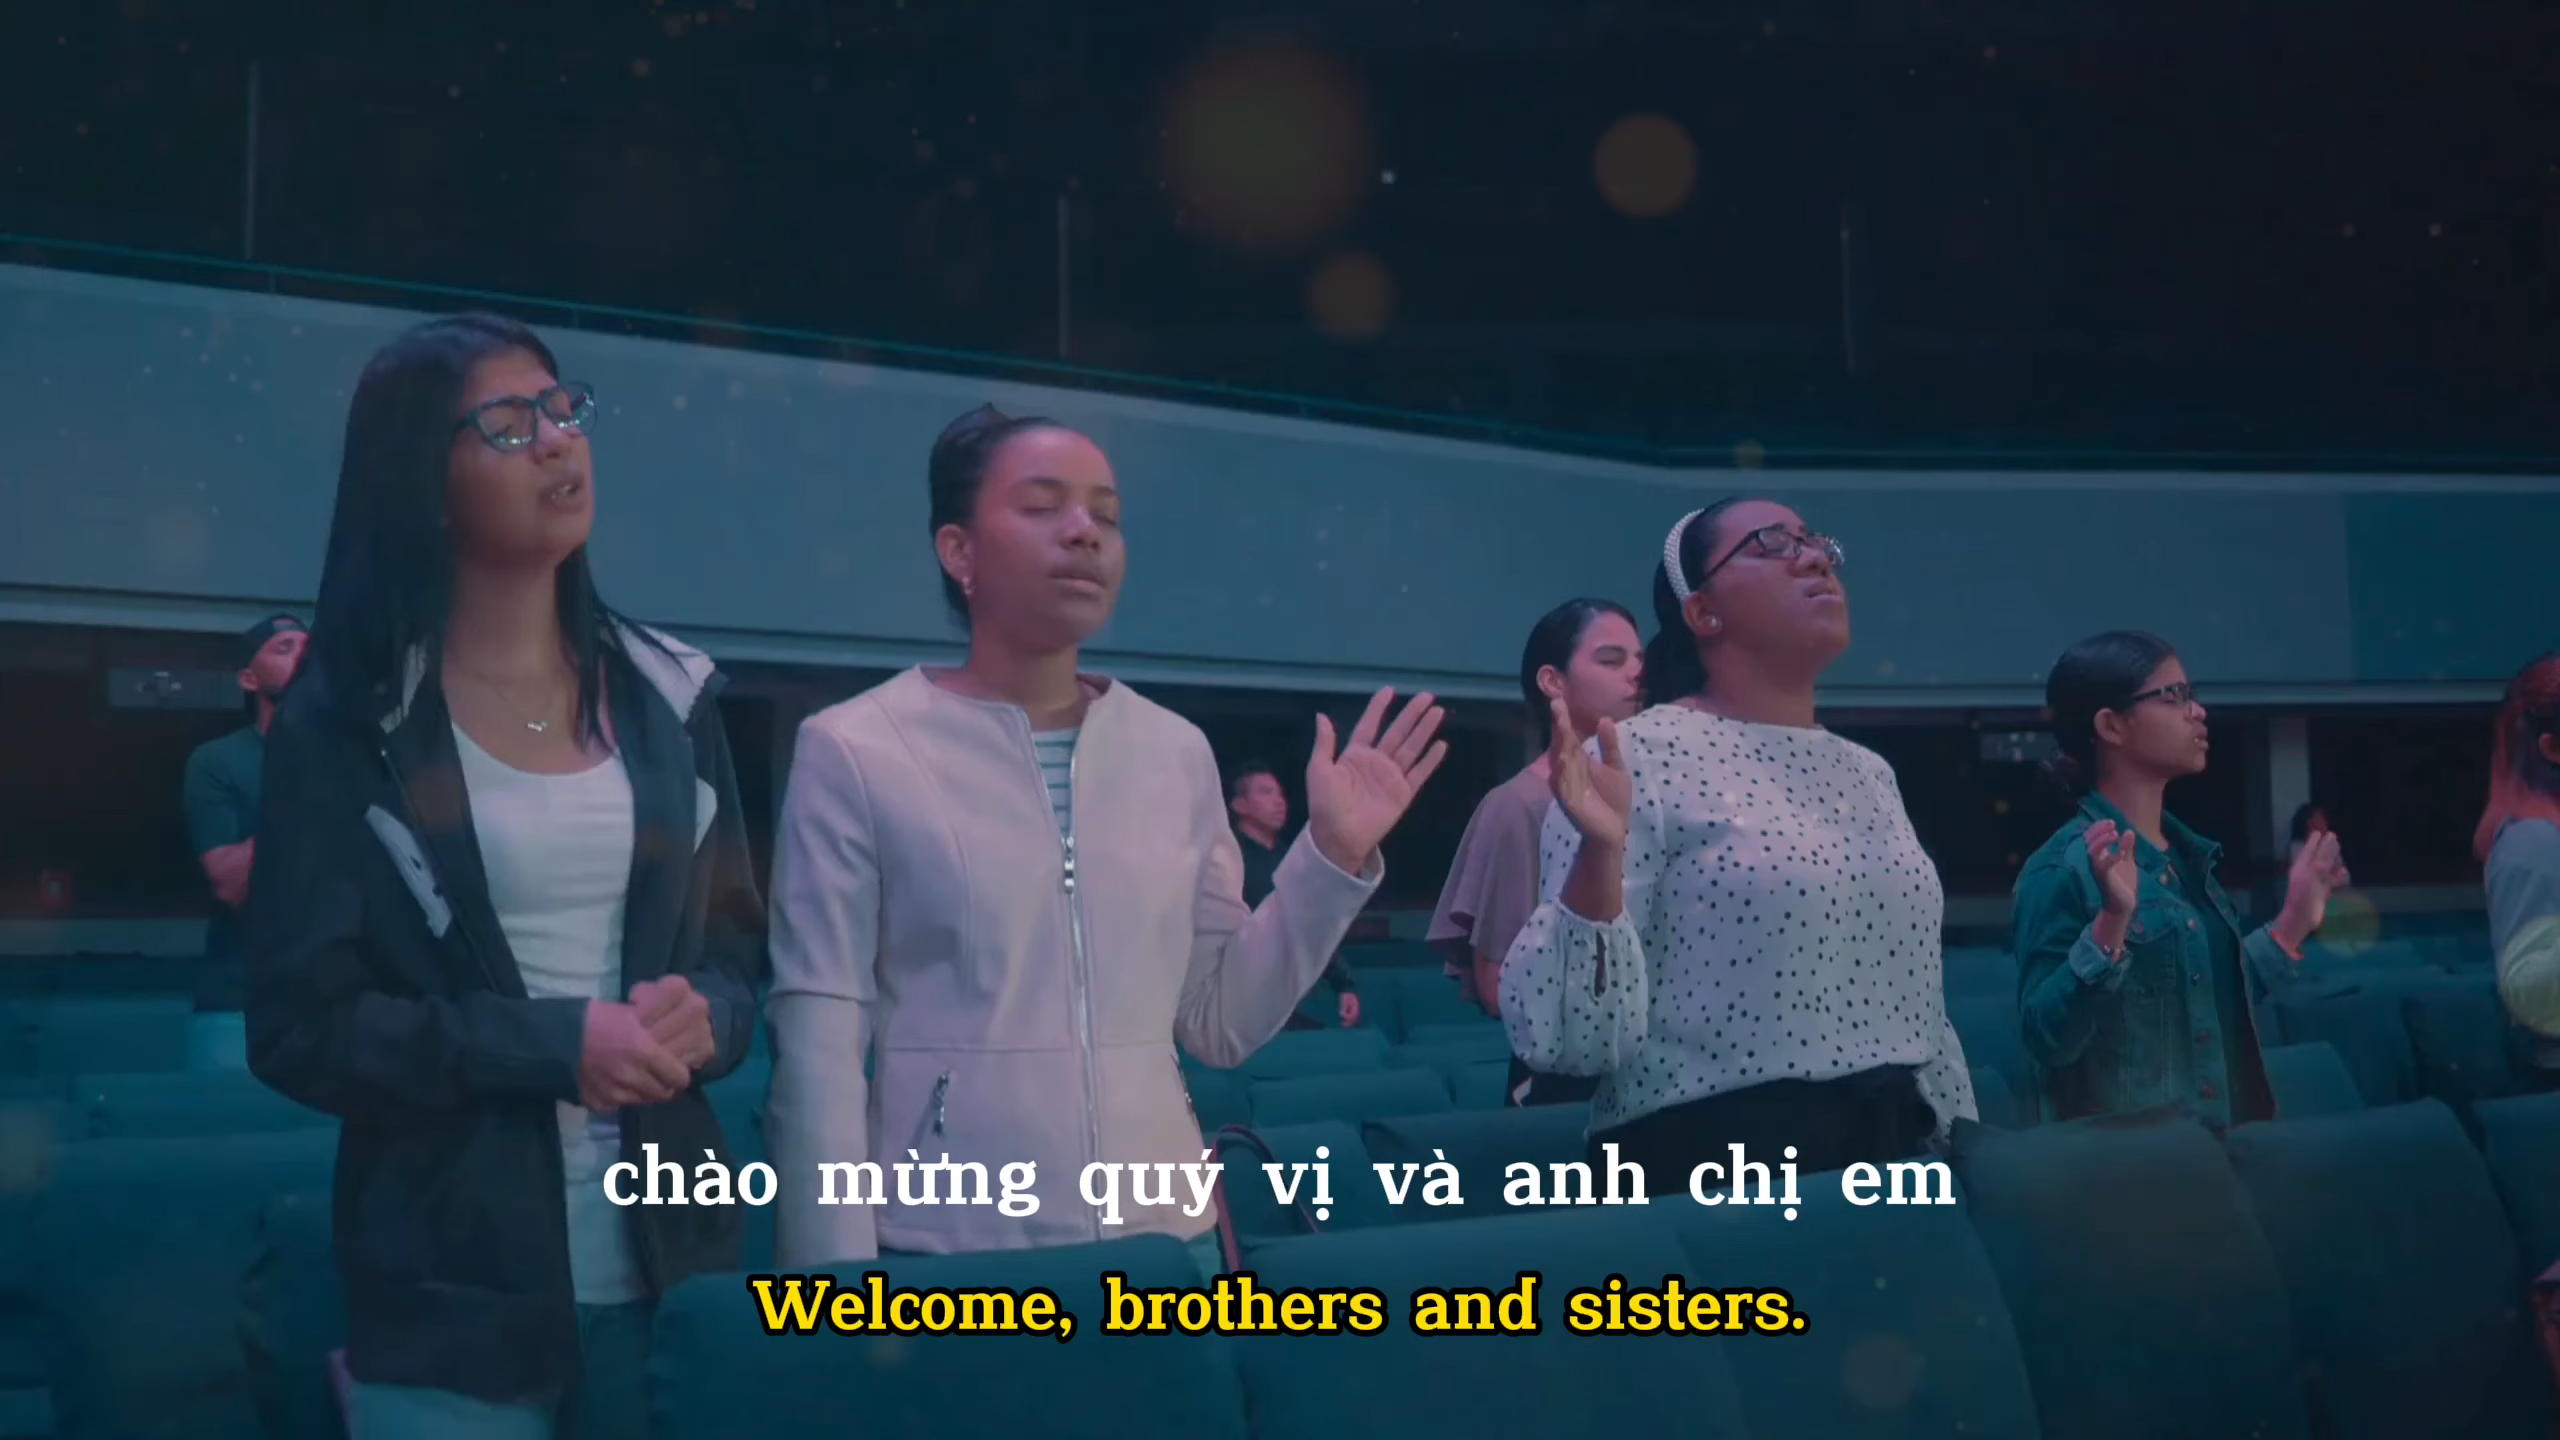 chào mừng quý vị và anh chị em
Welcome, brothers and sisters.